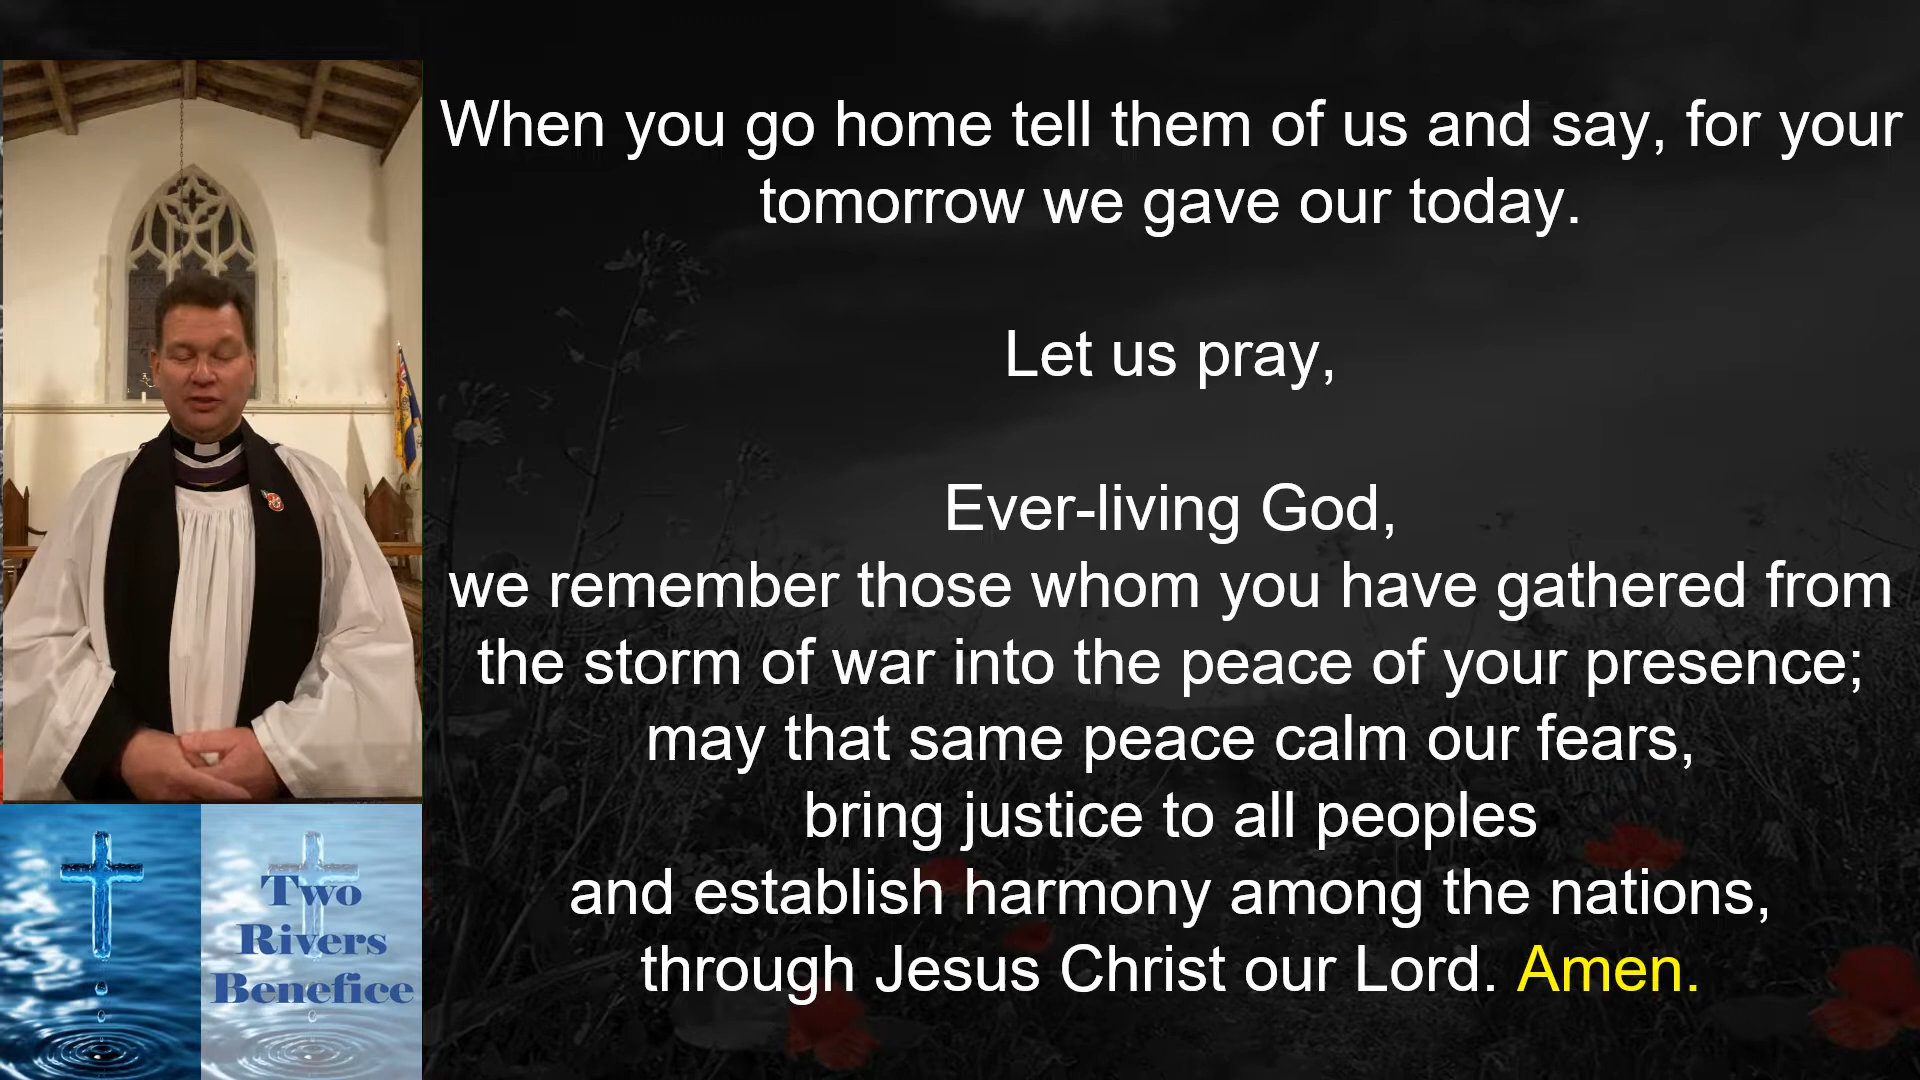 When you go home tell them of us and say, for your
tomorrow we gave our today.
Let us pray,
Ever-living God,
we remember those whom you have gathered from
the storm of war into the peace of your presence;
may that same peace calm our fears,
bring justice to all peoples
and establish harmony among the nations,
through Jesus Christ our Lord. Amen.
Two
Rivers
Benefice